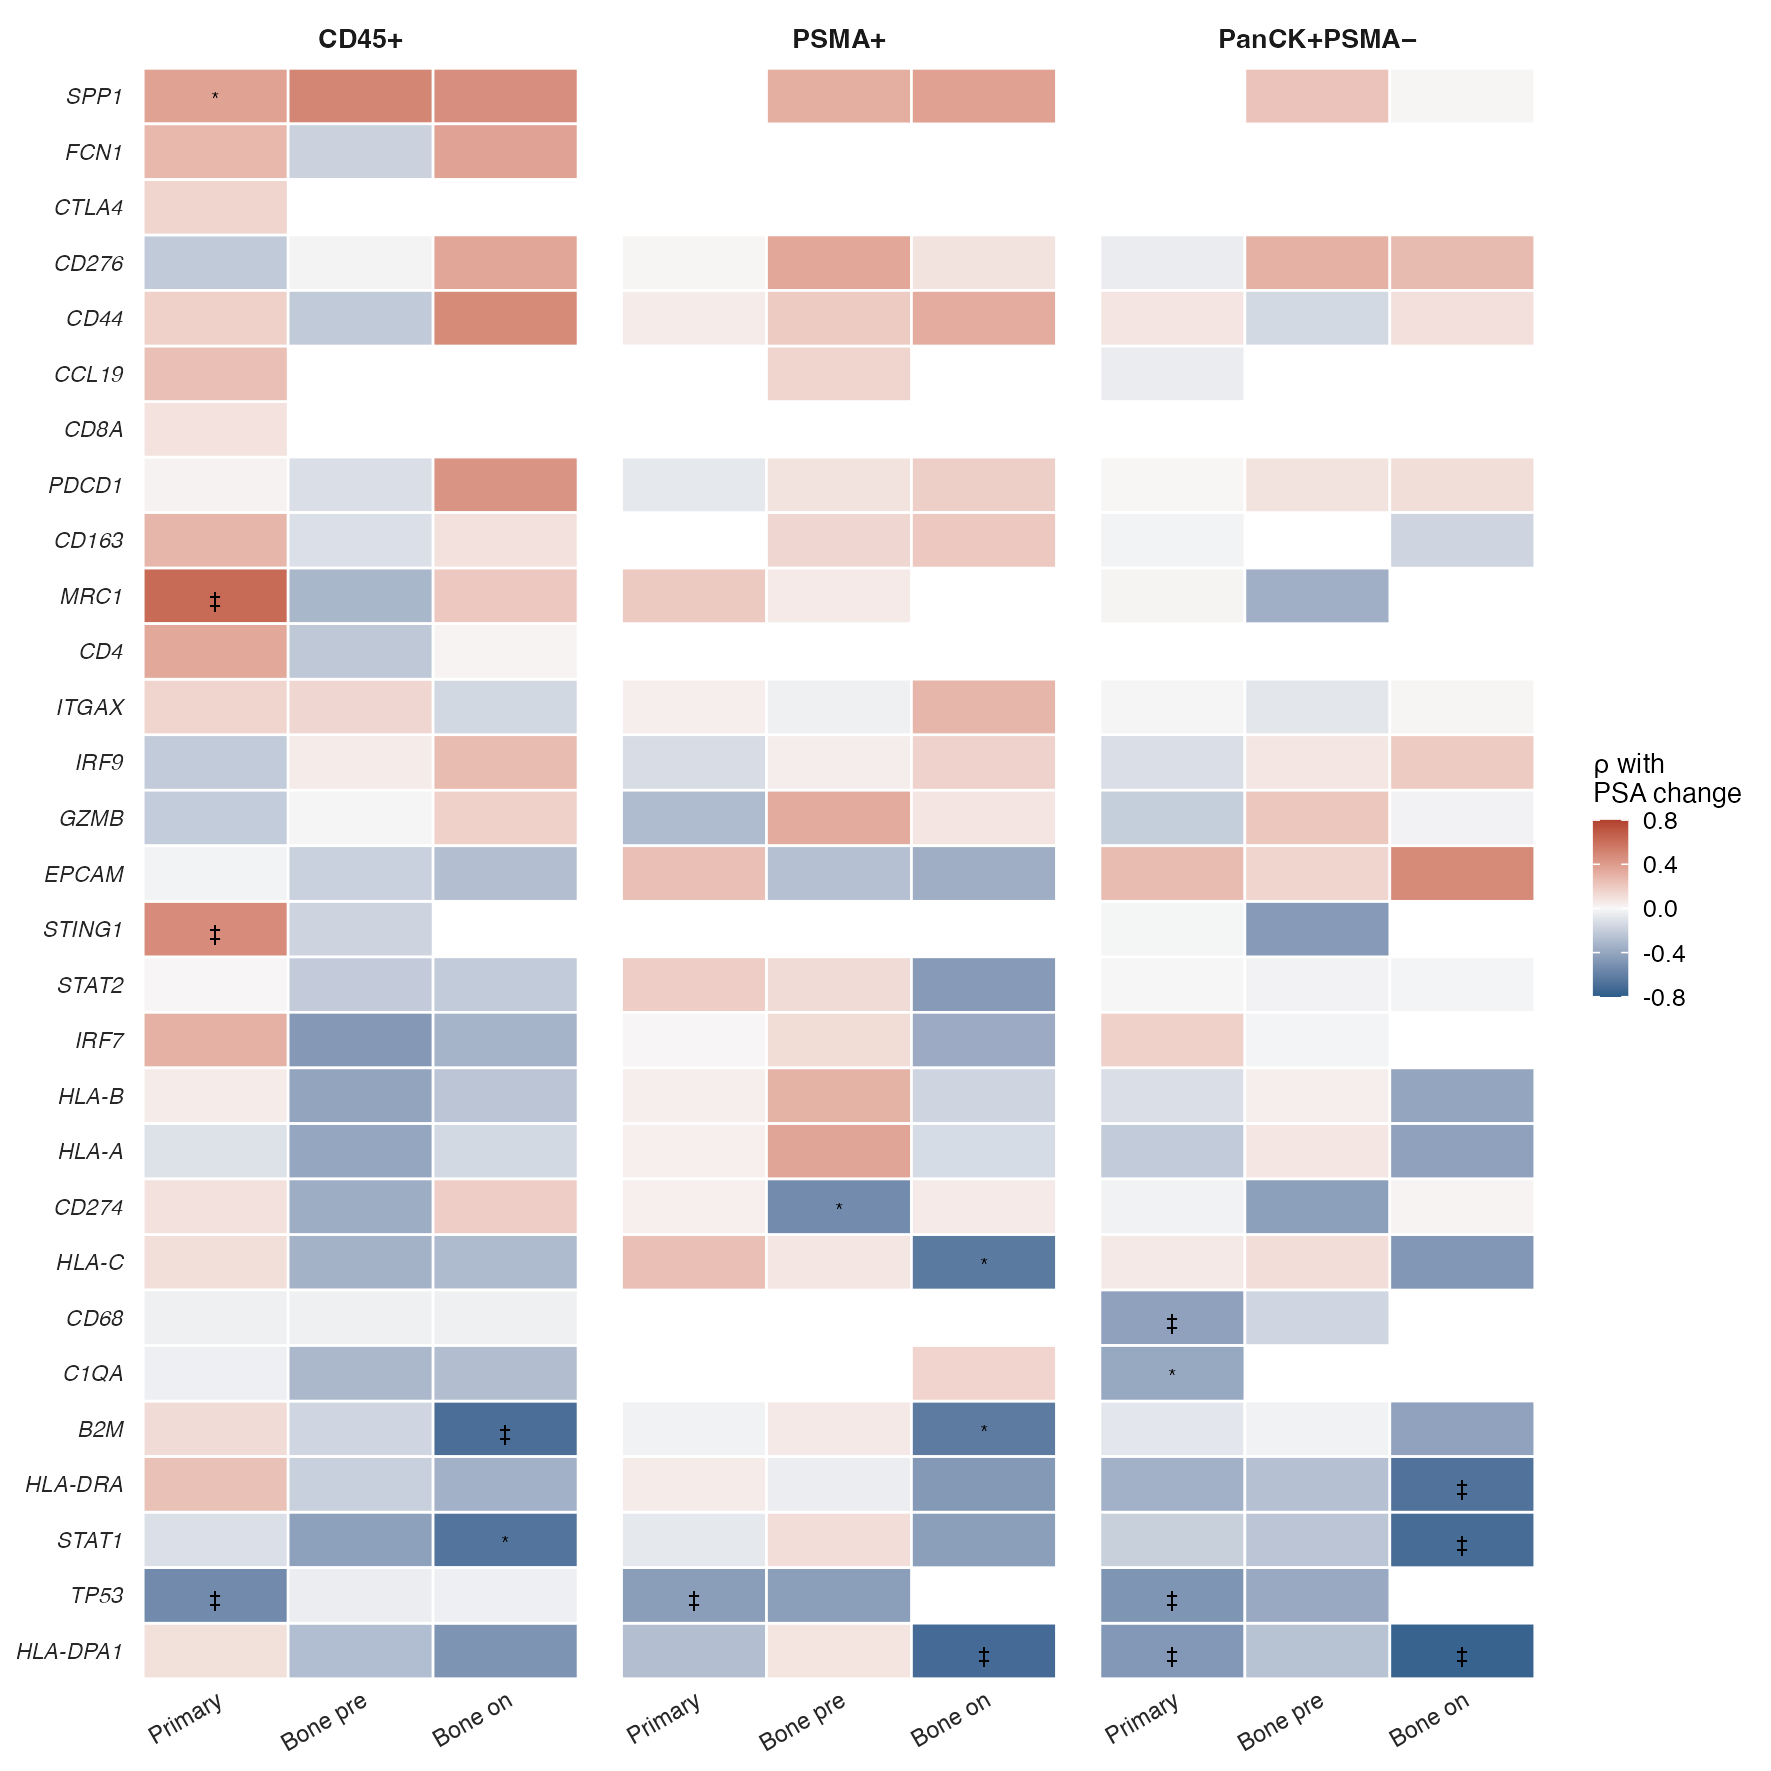 CD45+ PSMA+ PanCK+PSMA−
SPP1 *
FCN1
CTLA4
CD276
CD44
CCL19
CD8A
PDCD1
CD163
MRC1 ‡
CD4
ITGAX
IRF9
GZMB
EPCAM
STING1 ‡
STAT2
IRF7
HLA-B
HLA-A
CD274 *
HLA-C *
CD68 ‡
C1QA *
B2M ‡ *
HLA-DRA ‡
STAT1 * ‡
TP53 ‡ ‡ ‡
HLA-DPA1 ‡ ‡ ‡
Primary Bone pre Bone on Primary Bone pre Bone on Primary Bone pre Bone on
ρ with
PSA change
0.8
0.4
0.0
-0.4
-0.8